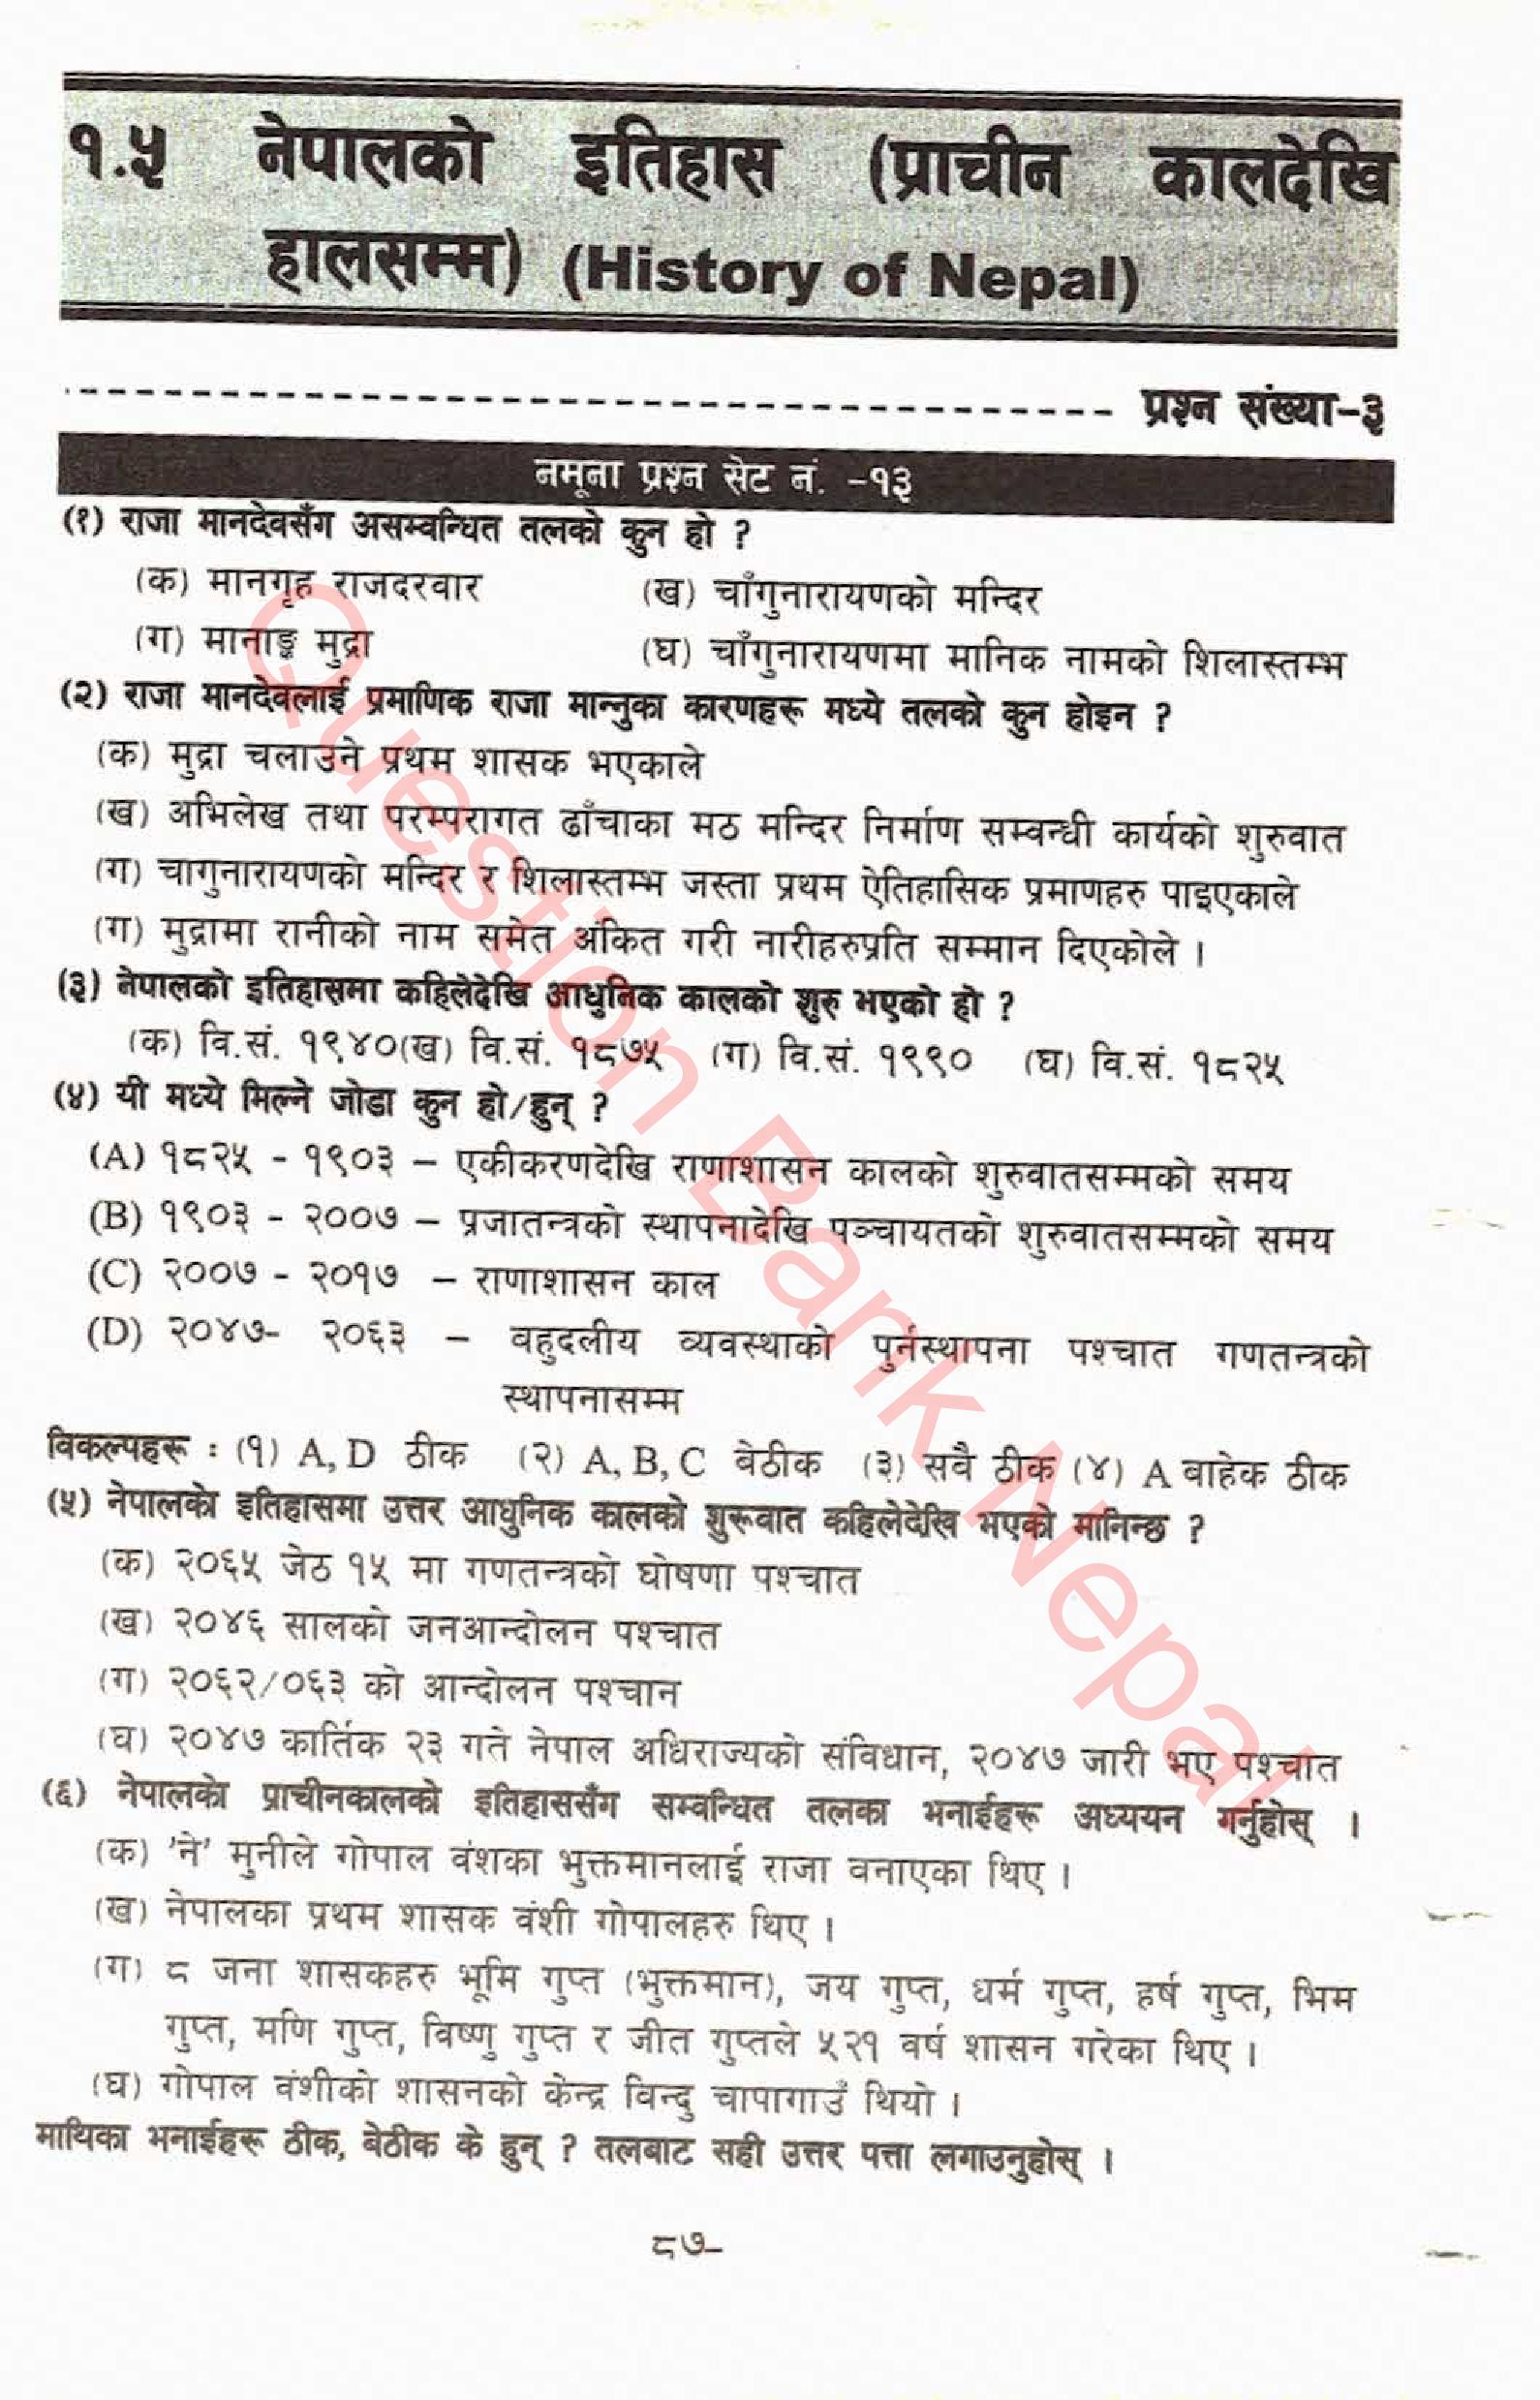 १.५ नेपालको इतिहास (प्राचीन कालदेखि
हालसम्म) (History of Nepal)
प्रश्न संख्या-३
नमूना प्रश्न सेट नं. -१३
(१) राजा मानदेवसँग असम्वन्धित तलको कुन हो ?
(क) मानगृह राजदरवार (ख) चाँगुनारायणको मन्दिर
(ग) मानाङ्क मुद्रा (घ) चाँगुनारायणमा मानिक नामको शिलास्तम्भ
(२) राजा मानदेवलाई प्रमाणिक राजा मान्नुका कारणहरू मध्ये तलको कुन होइन ?
(क) मुद्रा चलाउने प्रथम शासक भएकाले
(ख) अभिलेख तथा परम्परागत ढाँचाका मठ मन्दिर निर्माण सम्वन्धी कार्यको शुरुवात
(ग) चागुनारायणको मन्दिर र शिलास्तम्भ जस्ता प्रथम ऐतिहासिक प्रमाणहरु पाइएकाले
(ग) मुद्रामा रानीको नाम समेत अंकित गरी नारीहरुप्रति सम्मान दिएकोले ।
(३) नेपालको इतिहासमा कहिलेदेखि आधुनिक कालको शुरु भएको हो ?
(क) वि.सं. १९४०(ख) वि.सं. १८७५ (ग) वि.सं. १९९० (घ) वि.सं. १८२५
(४) यी मध्ये मिल्ने जोडा कुन हो/हुन् ?
(A) १८२५ - १९०३ – एकीकरणदेखि राणाशासन कालको शुरुवातसम्मको समय
(B) १९०३ - २००७ – प्रजातन्त्रको स्थापनादेखि पञ्चायतको शुरुवातसम्मको समय
(C) २००७ - २०१७ – राणाशासन काल
(D) २०४७- २०६३ – वहुदलीय व्यवस्थाको पुर्नस्थापना पश्चात गणतन्त्रको
स्थापनासम्म
विकल्पहरू : (१) A, D ठीक (२) A, B, C बेठीक (३) सवै ठीक (४) A बाहेक ठीक
(५) नेपालको इतिहासमा उत्तर आधुनिक कालको शुरूवात कहिलेदेखि भएको मानिन्छ ?
(क) २०६५ जेठ १५ मा गणतन्त्रको घोषणा पश्चात
(ख) २०४६ सालको जनआन्दोलन पश्चात
(ग) २०६२/०६३ को आन्दोलन पश्चान
(घ) २०४७ कार्तिक २३ गते नेपाल अधिराज्यको संविधान, २०४७ जारी भए पश्चात
(६) नेपालको प्राचीनकालको इतिहाससँग सम्वन्धित तलका भनाईहरू अध्ययन गर्नुहोस् ।
(क) 'ने' मुनीले गोपाल वंशका भुक्तमानलाई राजा वनाएका थिए ।
(ख) नेपालका प्रथम शासक वंशी गोपालहरु थिए ।
(ग) ८ जना शासकहरु भूमि गुप्त (भुक्तमान), जय गुप्त, धर्म गुप्त, हर्ष गुप्त, भिम
गुप्त, मणि गुप्त, विष्णु गुप्त र जीत गुप्तले ५२१ वर्ष शासन गरेका थिए ।
(घ) गोपाल वंशीको शासनको केन्द्र विन्दु चापागाउँ थियो ।
माथिका भनाईहरू ठीक, बेठीक के हुन् ? तलबाट सही उत्तर पत्ता लगाउनुहोस् ।
८७-
Question Bank Nepal